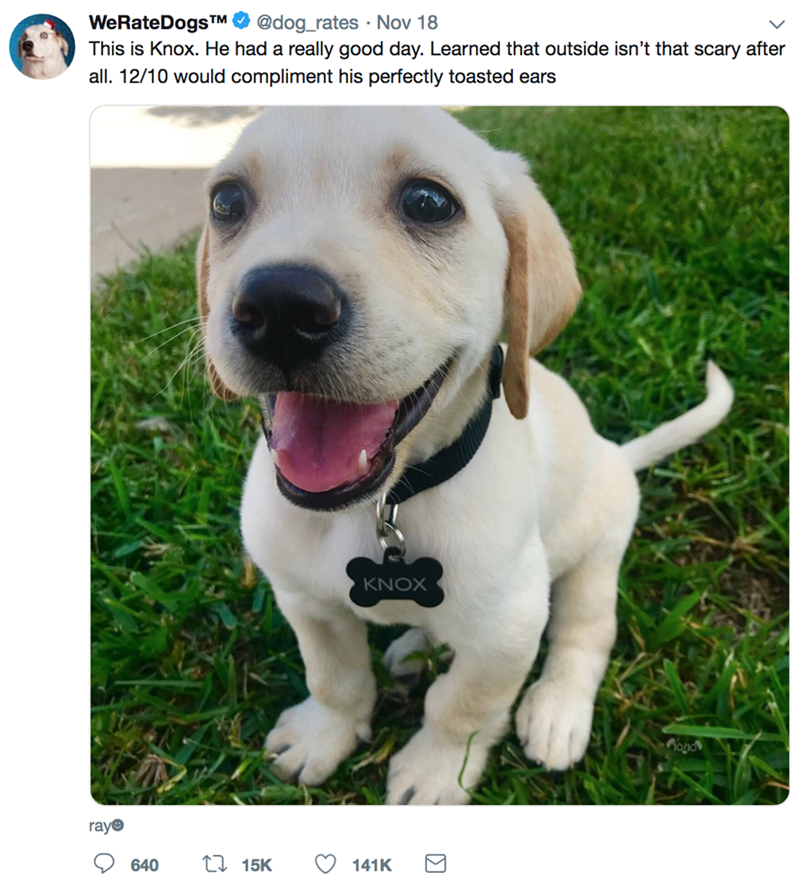 WeRateDogs™ @dog_rates · Nov 18
This is Knox. He had a really good day. Learned that outside isn't that scary after
all. 12/10 would compliment his perfectly toasted ears
KNOX
ray☻
640 15K 141K